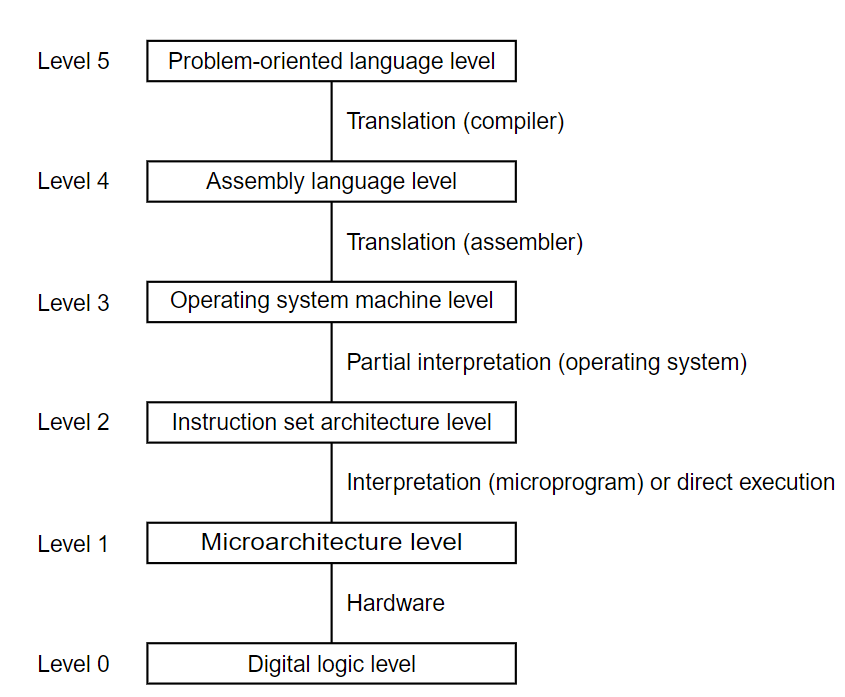 Level 5 Problem-oriented language level
Translation (compiler)
Level 4 Assembly language level
Translation (assembler)
Level 3 Operating system machine level
Partial interpretation (operating system)
Level 2 Instruction set architecture level
Interpretation (microprogram) or direct execution
Level 1 Microarchitecture level
Hardware
Level 0 Digital logic level